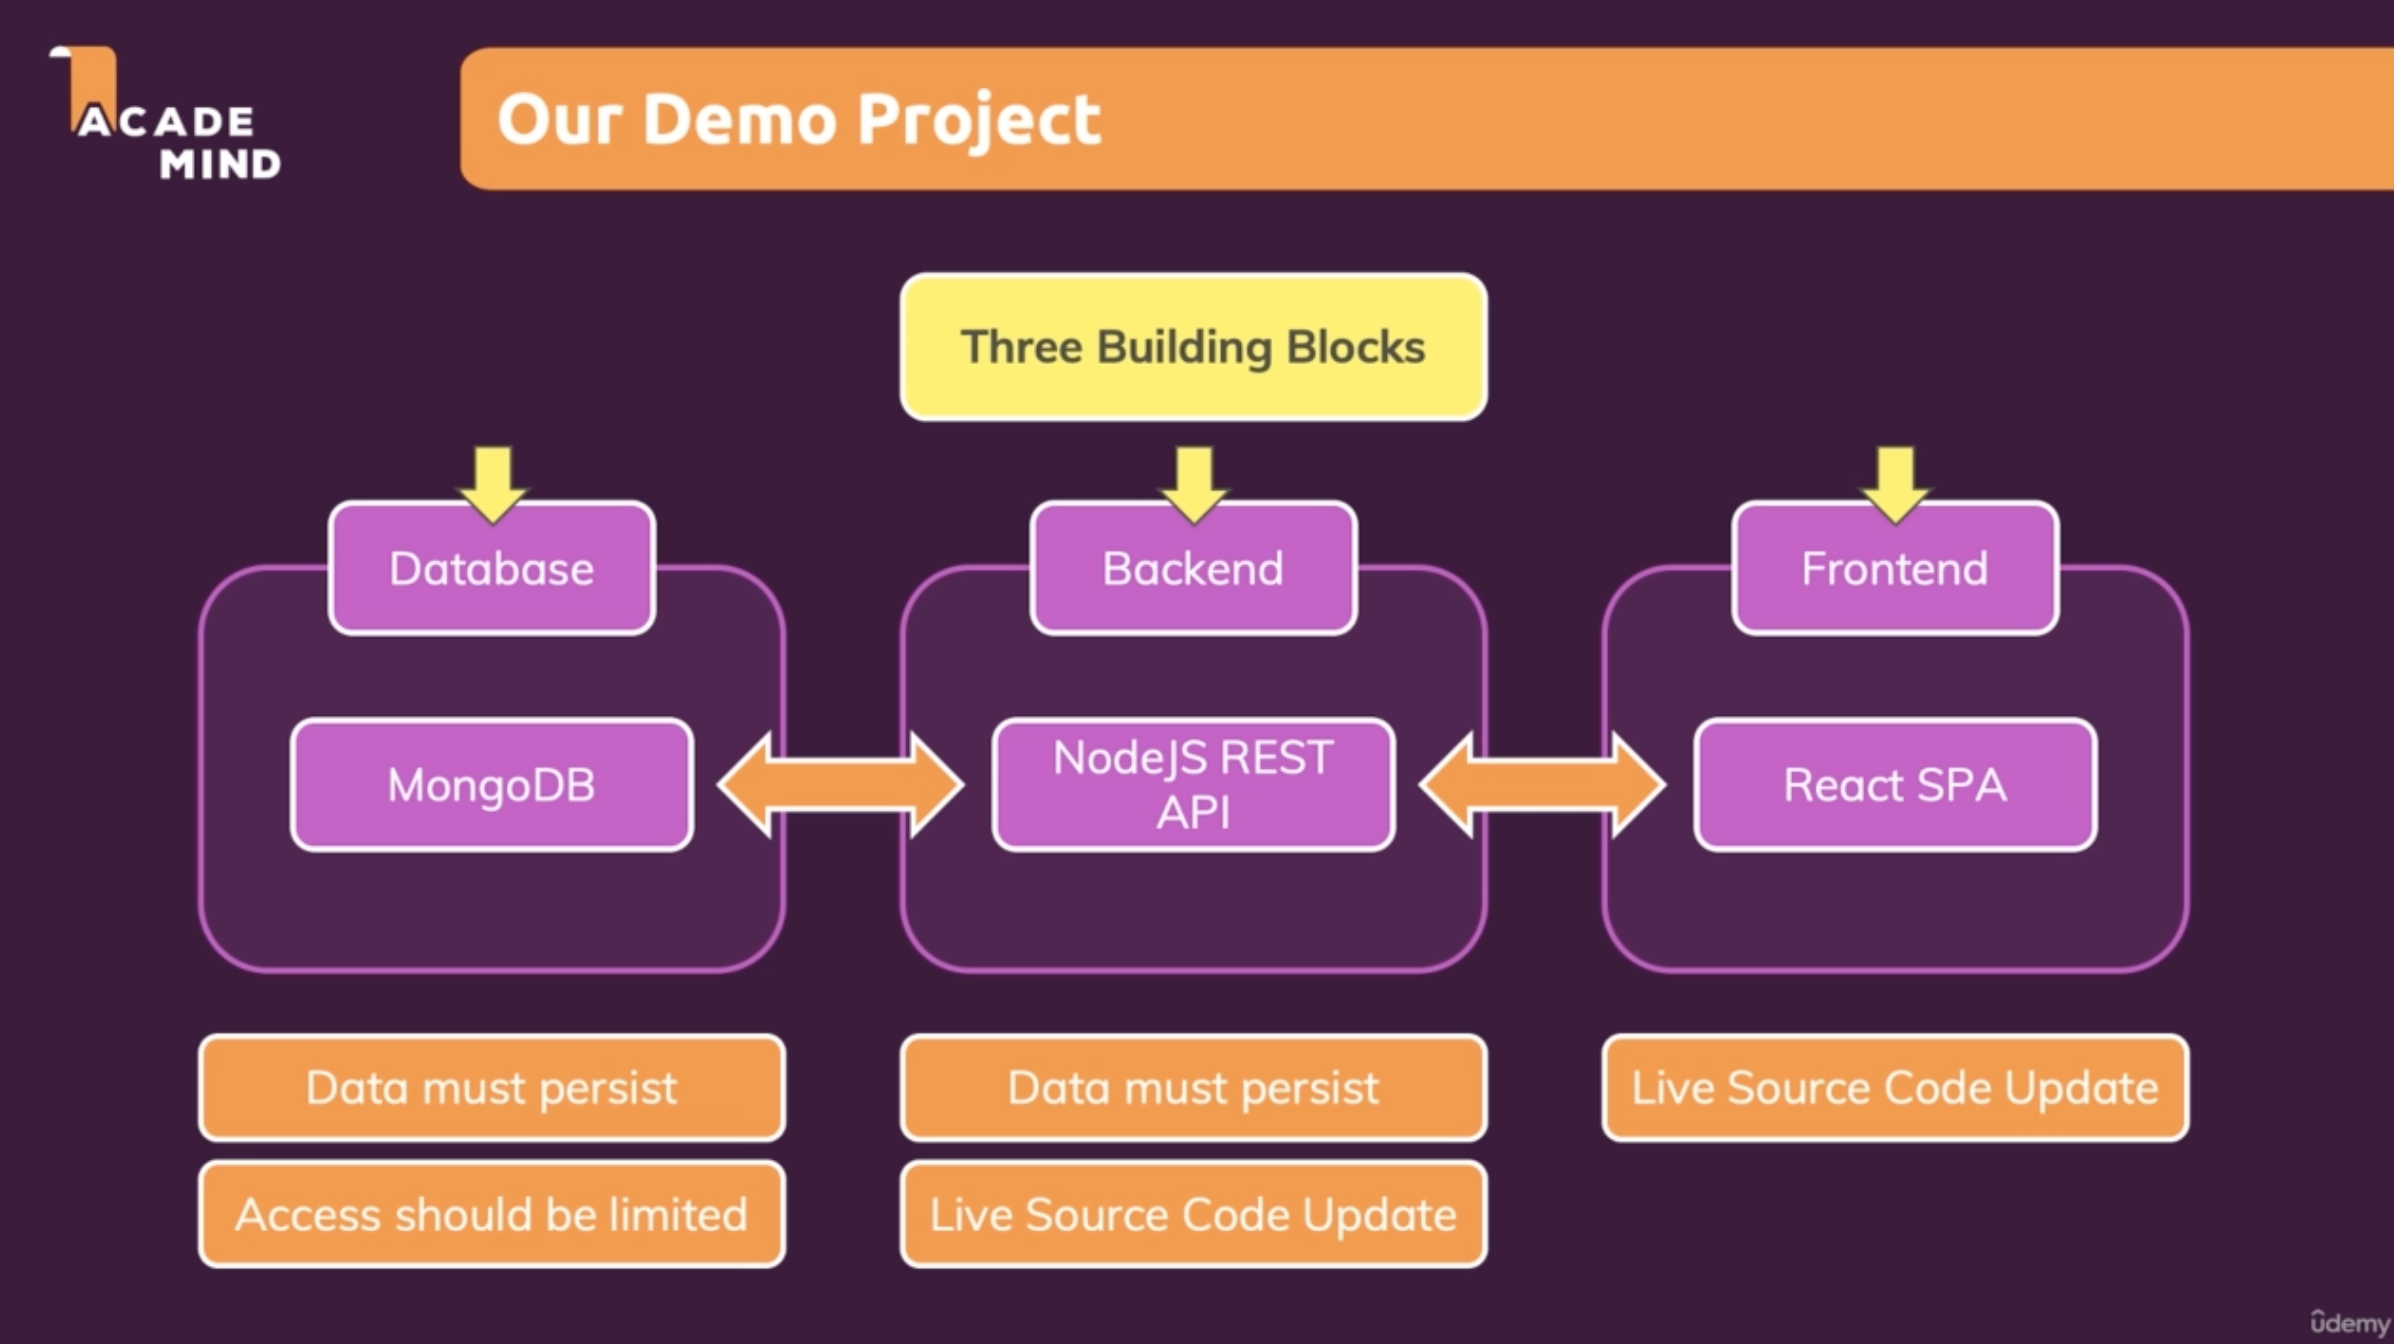 ACADE
MIND
Our Demo Project
Three Building Blocks
Database
Backend
Frontend
MongoDB
NodeJS REST
API
React SPA
Data must persist
Data must persist
Live Source Code Update
Access should be limited
Live Source Code Update
ûdemy